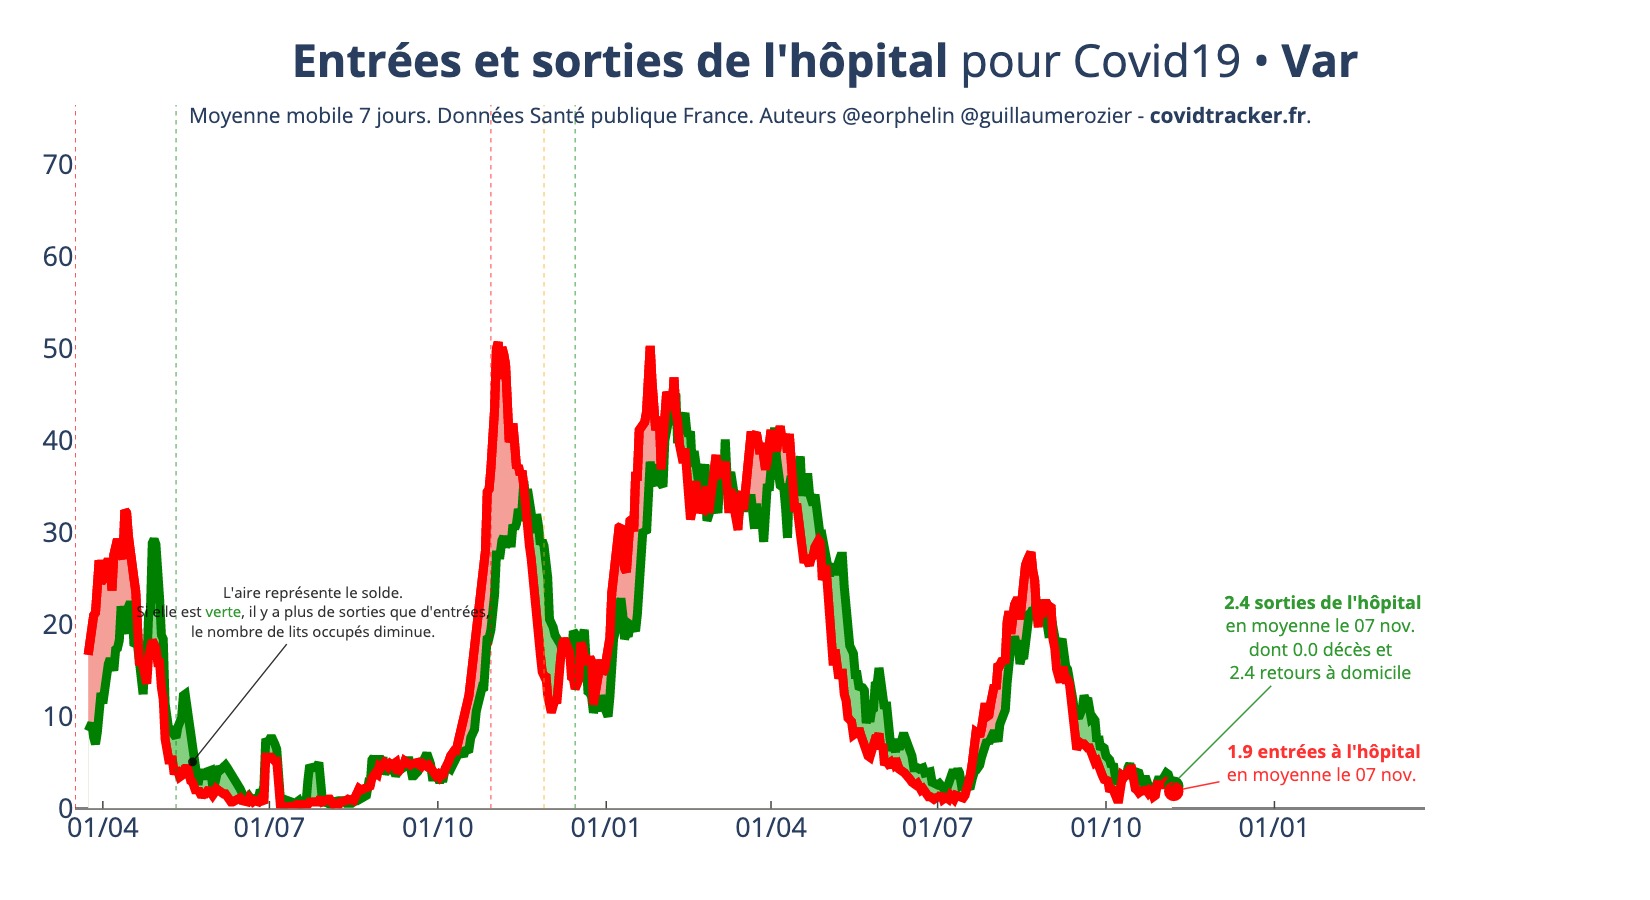 Entrées et sorties de l'hôpital pour Covid19 • Var
Moyenne mobile 7 jours. Données Santé publique France. Auteurs @eorphelin @guillaumerozier - covidtracker.fr.
70
60
50
40
30
20
10
0
L'aire représente le solde.
Si elle est verte, il y a plus de sorties que d'entrées,
le nombre de lits occupés diminue.
2.4 sorties de l'hôpital
en moyenne le 07 nov.
dont 0.0 décès et
2.4 retours à domicile
1.9 entrées à l'hôpital
en moyenne le 07 nov.
01/04 01/07 01/10 01/01 01/04 01/07 01/10 01/01